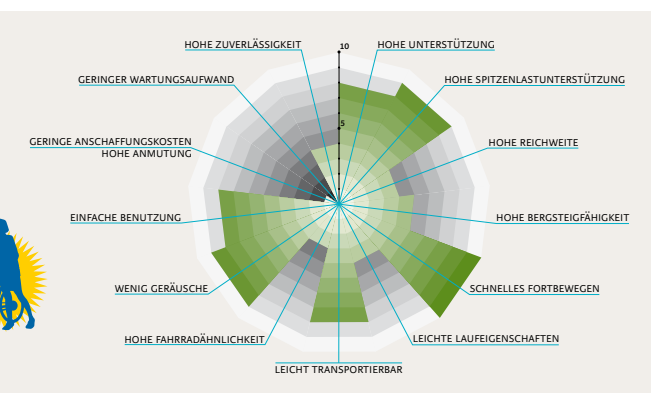 10
HOHE ZUVERLÄSSIGKEIT
HOHE UNTERSTÜTZUNG
GERINGER WARTUNGSAUFWAND
HOHE SPITZENLASTUNTERSTÜTZUNG
5
GERINGE ANSCHAFFUNGSKOSTEN
HOHE ANMUTUNG
HOHE REICHWEITE
EINFACHE BENUTZUNG
HOHE BERGSTEIGFÄHIGKEIT
WENIG GERÄUSCHE
SCHNELLES FORTBEWEGEN
HOHE FAHRRADÄHNLICHKEIT
LEICHTE LAUFEIGENSCHAFTEN
LEICHT TRANSPORTIERBAR